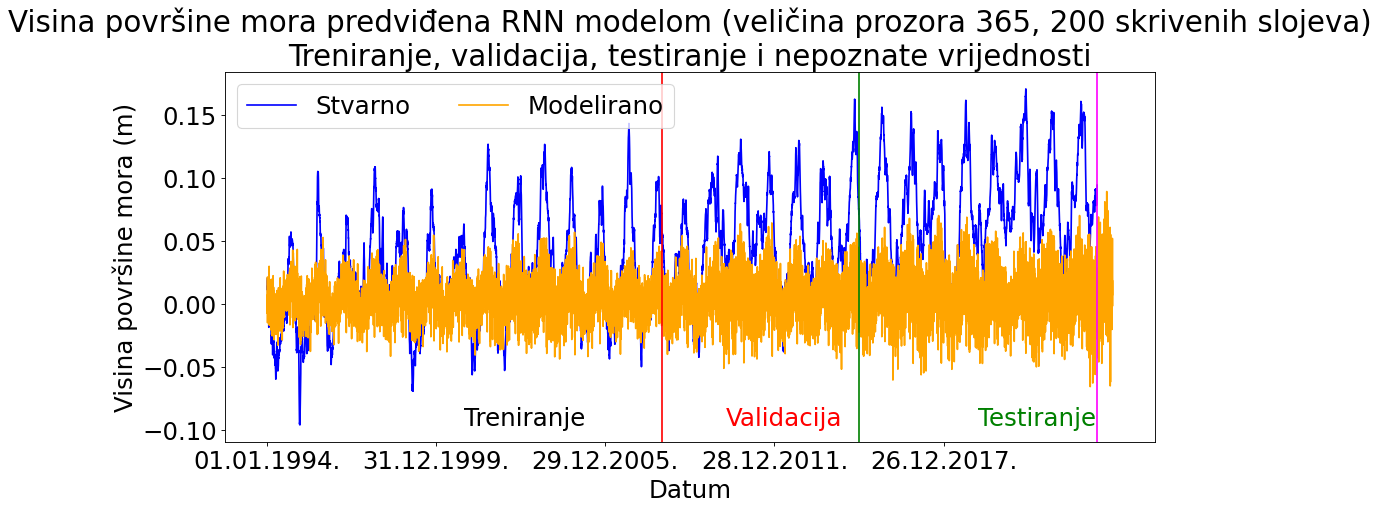 Visina površine mora predviđena RNN modelom (veličina prozora 365, 200 skrivenih slojeva)
Treniranje, validacija, testiranje i nepoznate vrijednosti
Stvarno
Modelirano
Visina površine mora (m)
0.15
0.10
0.05
0.00
−0.05
−0.10
Treniranje
Validacija
Testiranje
01.01.1994.
31.12.1999.
29.12.2005.
28.12.2011.
26.12.2017.
Datum